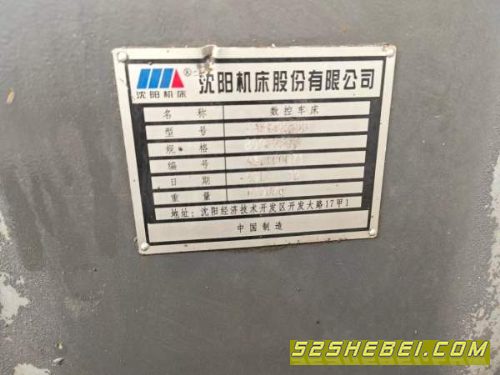 沈阳机床股份有限公司
®
沈阳机床
名称 数控车床
型号
规格
编号
日期
重量
地址: 沈阳经济技术开发区开发大路17甲1
中国制造
52SHEBEI.COM